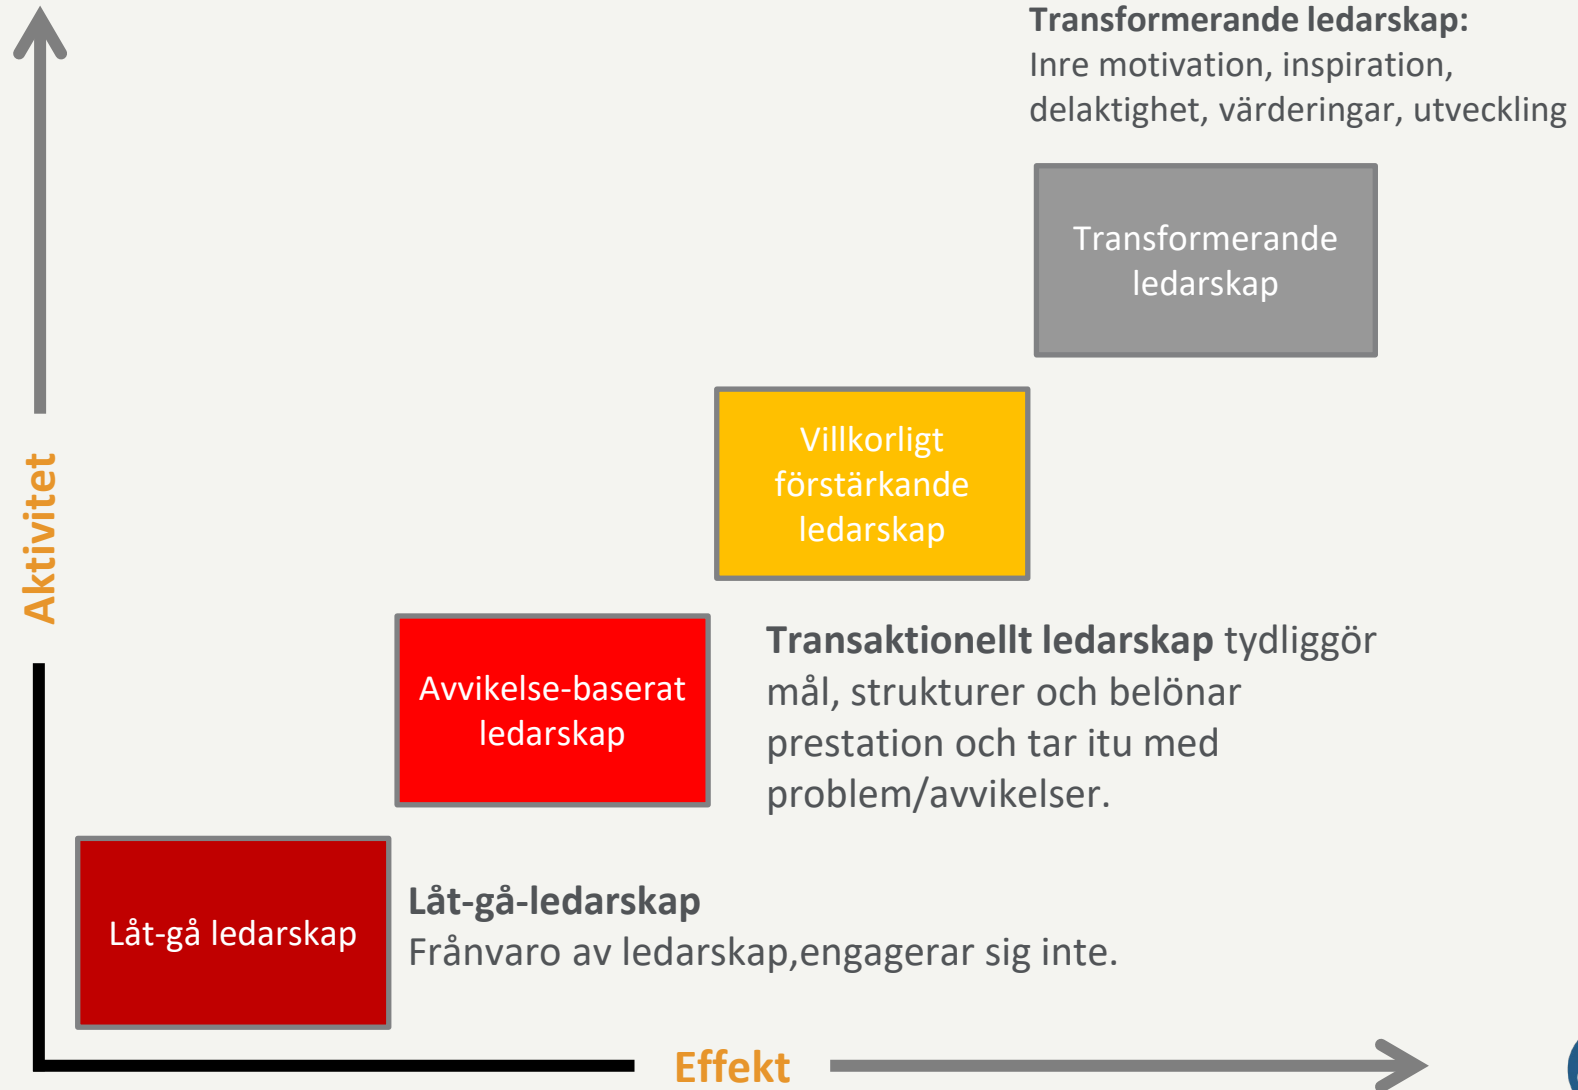 Transformerande ledarskap:
Inre motivation, inspiration,
delaktighet, värderingar, utveckling
Transformerande
ledarskap
Villkorligt
förstärkande
ledarskap
Aktivitet
Avvikelse-baserat
ledarskap
Transaktionellt ledarskap tydliggör
mål, strukturer och belönar
prestation och tar itu med
problem/avvikelser.
Låt-gå ledarskap
Låt-gå-ledarskap
Frånvaro av ledarskap,engagerar sig inte.
Effekt